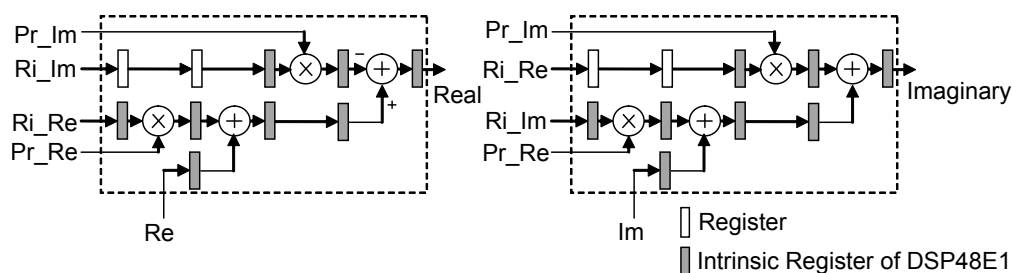 Pr_Im
Ri_Im
Real
Ri_Re
Pr_Re
Re
Pr_Im
Ri_Re
Imaginary
Ri_Im
Pr_Re
Im
Register
Intrinsic Register of DSP48E1